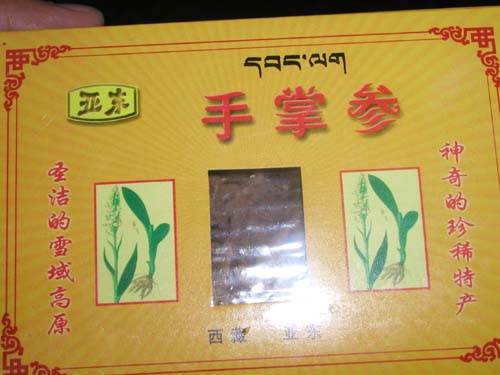 དབང་ལག
亚东
手掌参
圣洁的雪域高原
神奇的珍稀特产
西藏 亚东